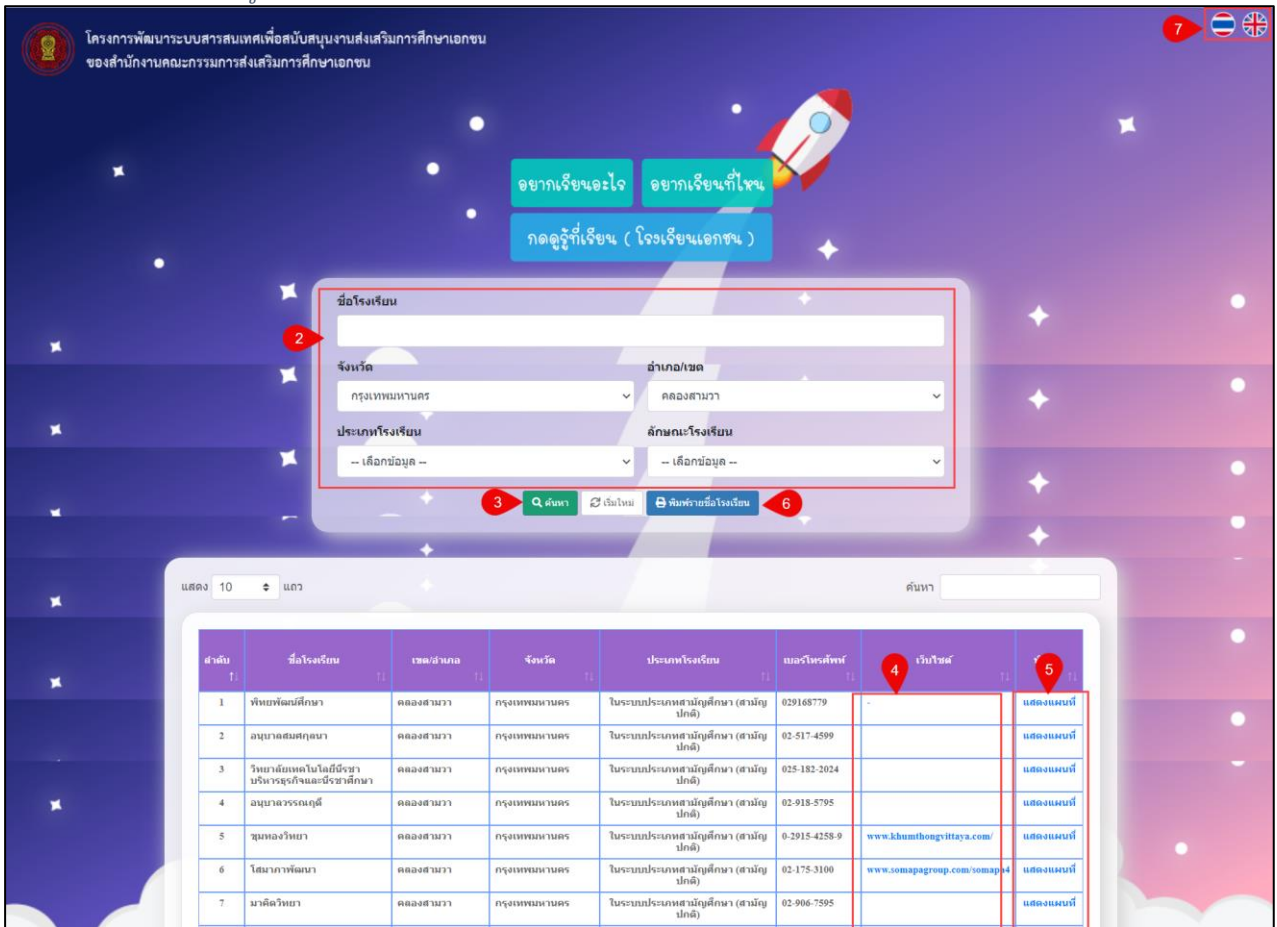 โครงการพัฒนาระบบสารสนเทศเพื่อสนับสนุนงานส่งเสริมการศึกษาเอกชน
ของสำนักงานคณะกรรมการส่งเสริมการศึกษาเอกชน
7
อยากเรียนอะไร อยากเรียนที่ไหน
กดดูรู้ที่เรียน ( โรงเรียนเอกชน )
ชื่อโรงเรียน
2
จังหวัด อำเภอ/เขต
กรุงเทพมหานคร คลองสามวา
ประเภทโรงเรียน ลักษณะโรงเรียน
-- เลือกข้อมูล -- -- เลือกข้อมูล --
3 ค้นหา เริ่มใหม่ พิมพ์รายชื่อโรงเรียน 6
แสดง 10 แถว ค้นหา
ลำดับ ชื่อโรงเรียน เขต/อำเภอ จังหวัด ประเภทโรงเรียน เบอร์โทรศัพท์ 4 เว็บไซต์ 5
1 พิทยพัฒน์ศึกษา คลองสามวา กรุงเทพมหานคร ในระบบประเภทสามัญศึกษา (สามัญ 029168779 - แสดงแผนที่
ปกติ)
2 อนุบาลสมศกุลนา คลองสามวา กรุงเทพมหานคร ในระบบประเภทสามัญศึกษา (สามัญ 02-517-4599 แสดงแผนที่
ปกติ)
3 วิทยาลัยเทคโนโลยีนีรชา คลองสามวา กรุงเทพมหานคร ในระบบประเภทสามัญศึกษา (สามัญ 025-182-2024 แสดงแผนที่
บริหารธุรกิจและนีรชาศึกษา ปกติ)
4 อนุบาลวรรณฤดี คลองสามวา กรุงเทพมหานคร ในระบบประเภทสามัญศึกษา (สามัญ 02-918-5795 แสดงแผนที่
ปกติ)
5 ขุมทองวิทยา คลองสามวา กรุงเทพมหานคร ในระบบประเภทสามัญศึกษา (สามัญ 0-2915-4258-9 www.khumthongvittaya.com/ แสดงแผนที่
ปกติ)
6 โสมาภาพัฒนา คลองสามวา กรุงเทพมหานคร ในระบบประเภทสามัญศึกษา (สามัญ 02-175-3100 www.somapagroup.com/somapa4 แสดงแผนที่
ปกติ)
7 มาคีดวิทยา คลองสามวา กรุงเทพมหานคร ในระบบประเภทสามัญศึกษา (สามัญ 02-906-7595 แสดงแผนที่
ปกติ)